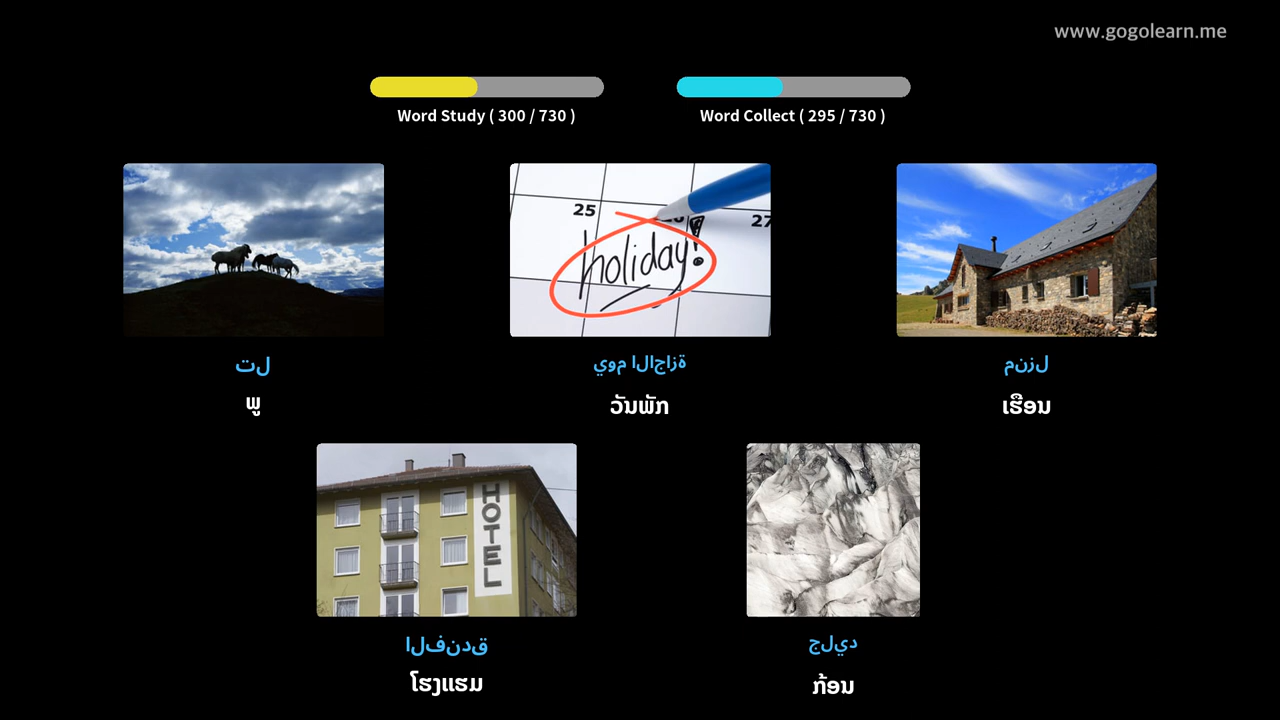 www.gogolearn.me
Word Study ( 300 / 730 )
Word Collect ( 295 / 730 )
holiday!
25
26
27
تل
يوم الاجازة
منزل
ພູ
ວັນພັກ
ເຮືອນ
HOTEL
الفندق
جليد
ໂຮງແຮມ
ກ້ອນ